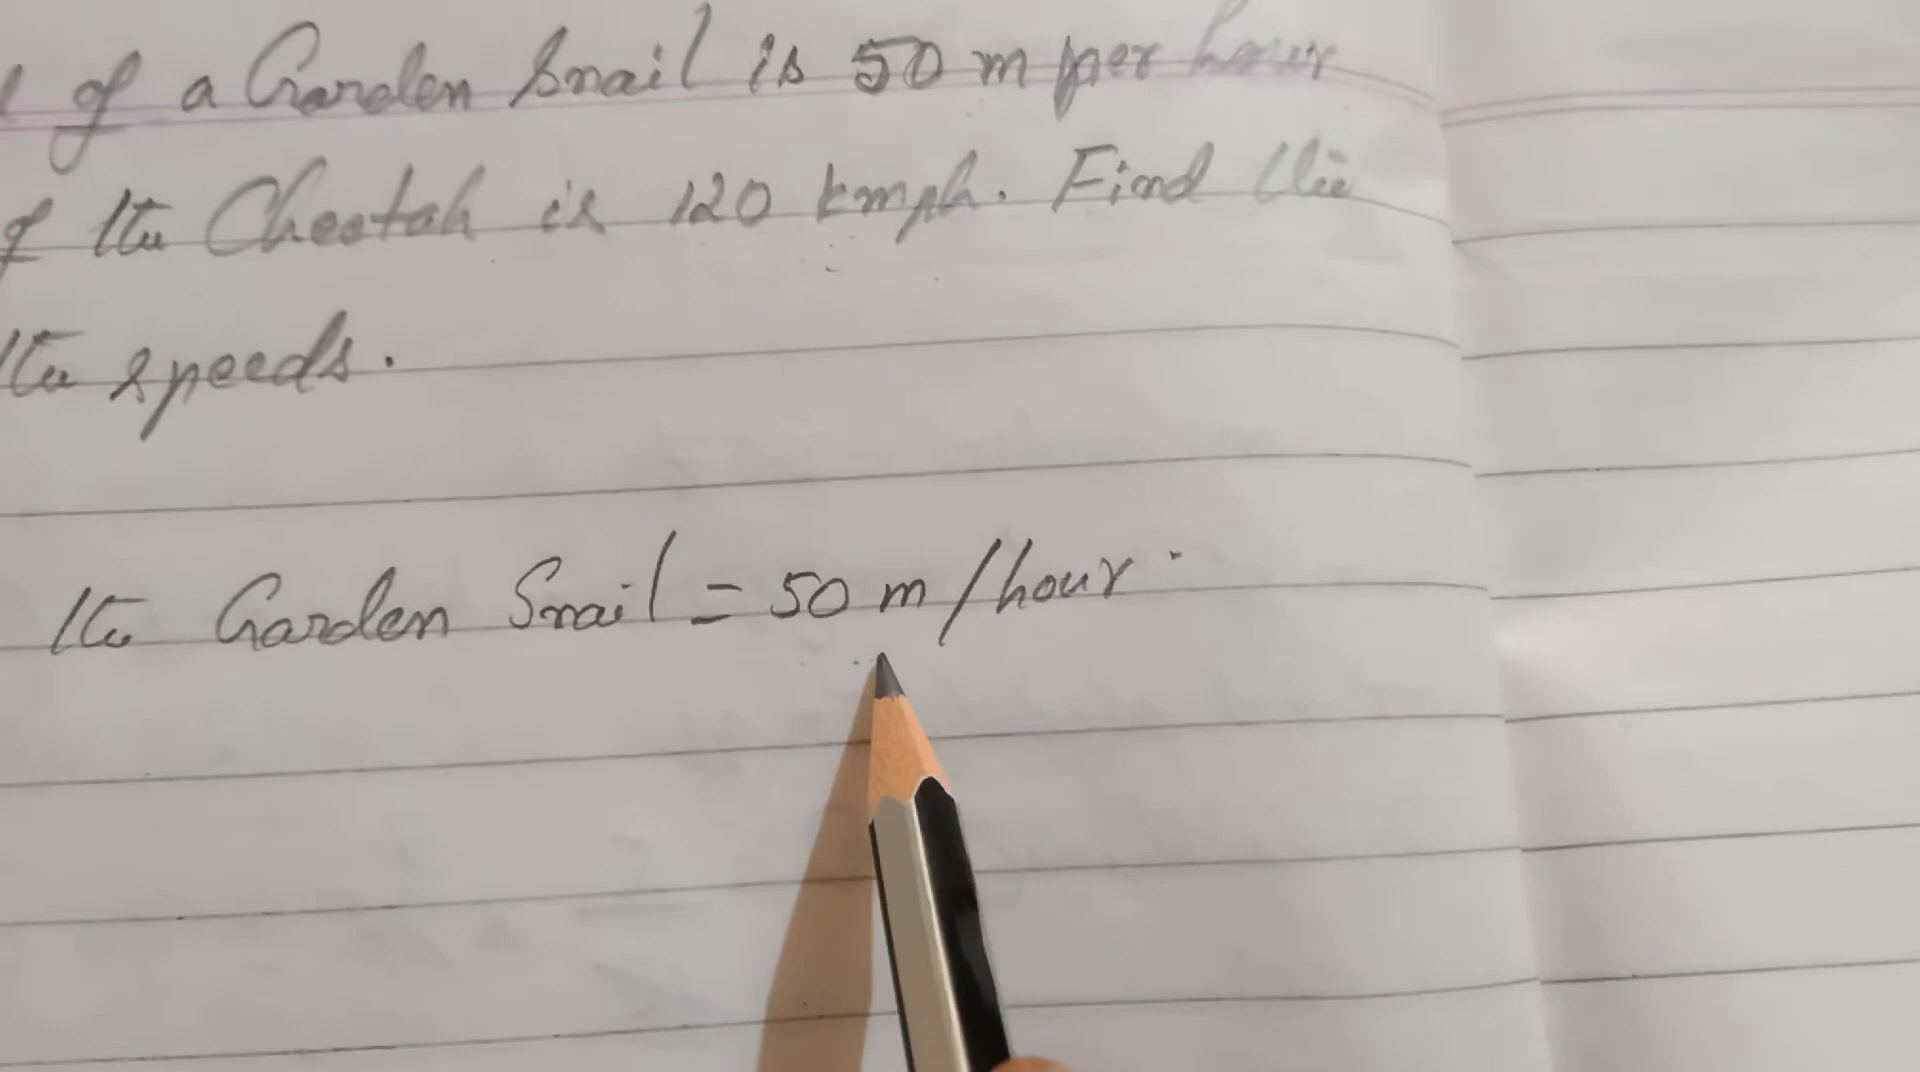 of a Garden Snail is 50 m per hour
the Cheetah is 120 kmph. Find the
the speeds.
the Garden Snail = 50 m/hour.